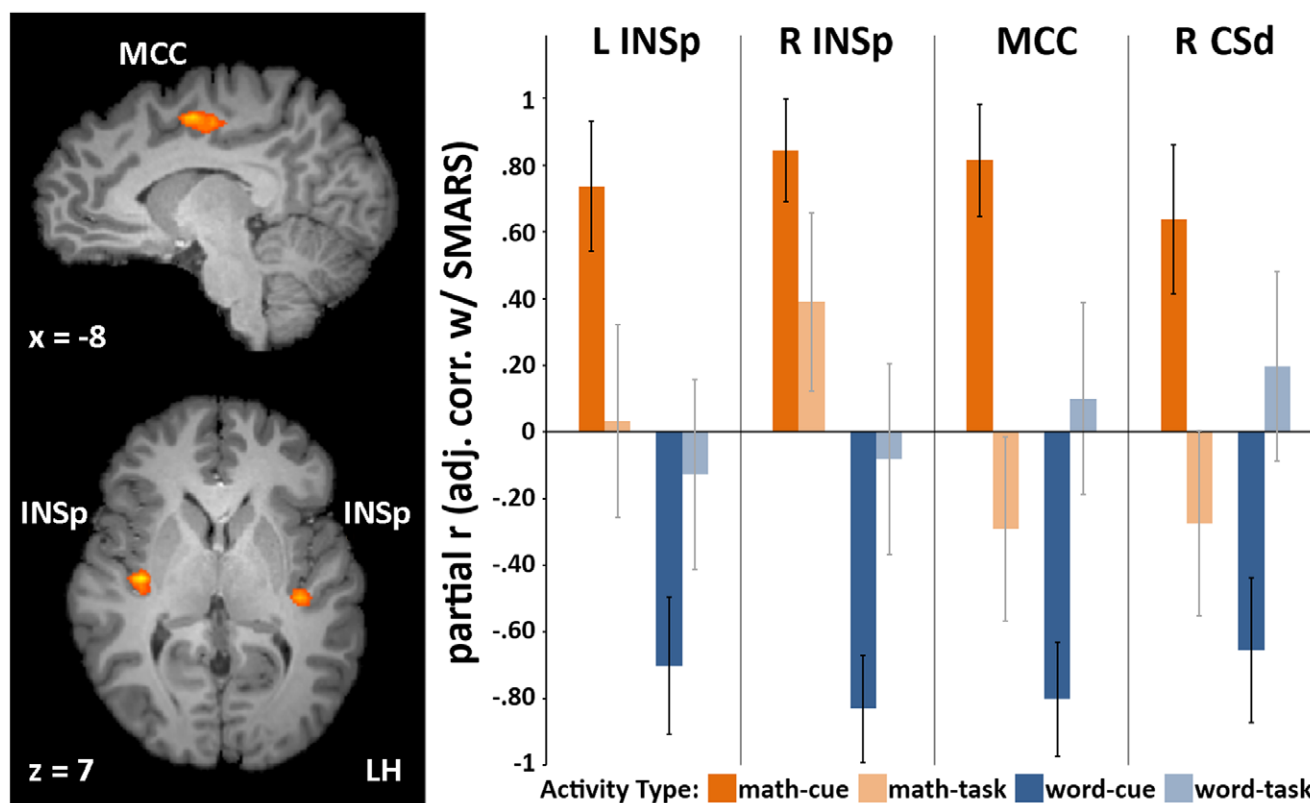 MCC
x = -8
INSp INSp
z = 7 LH
L INSp R INSp MCC R CSd
partial r (adj. corr. w/ SMARS)
1
.80
.60
.40
.20
0
-.20
-.40
-.60
-.80
-1
Activity Type: math-cue math-task word-cue word-task